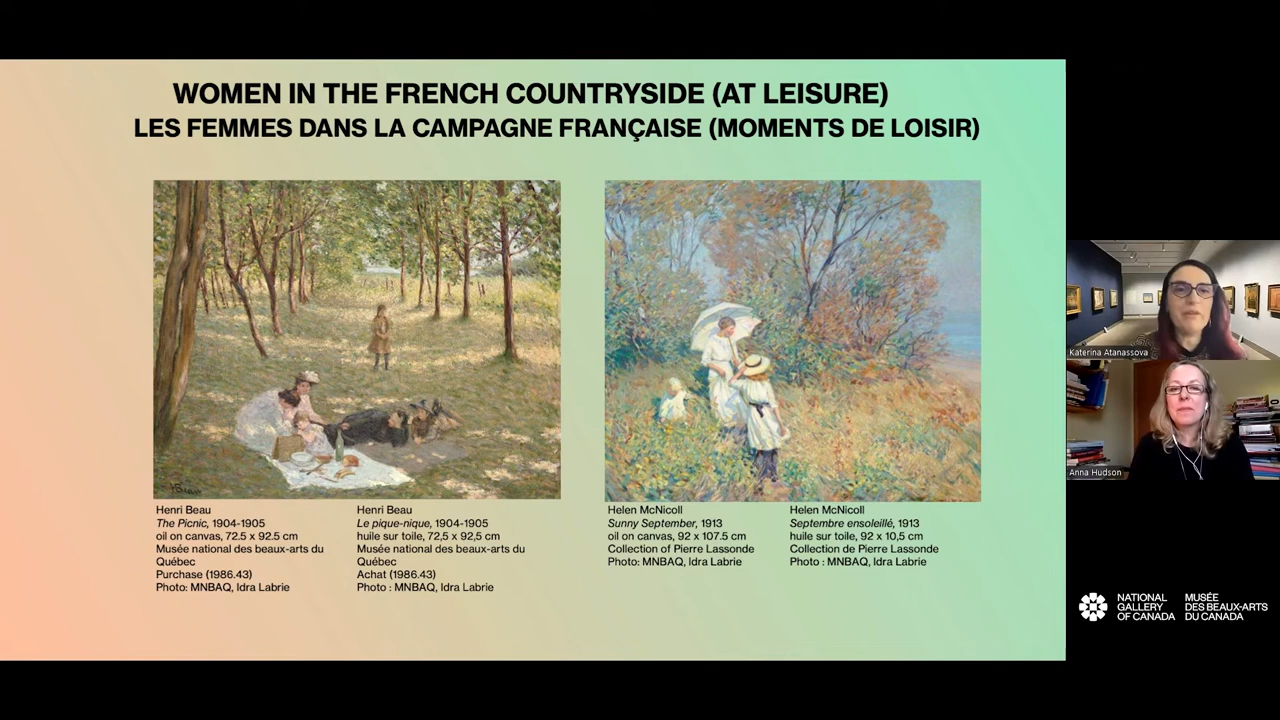 WOMEN IN THE FRENCH COUNTRYSIDE (AT LEISURE)
LES FEMMES DANS LA CAMPAGNE FRANÇAISE (MOMENTS DE LOISIR)
Henri Beau
The Picnic, 1904-1905
oil on canvas, 72.5 x 92.5 cm
Musée national des beaux-arts du
Québec
Purchase (1986.43)
Photo: MNBAQ, Idra Labrie
Henri Beau
Le pique-nique, 1904-1905
huile sur toile, 72,5 x 92,5 cm
Musée national des beaux-arts du
Québec
Achat (1986.43)
Photo : MNBAQ, Idra Labrie
Helen McNicoll
Sunny September, 1913
oil on canvas, 92 x 107.5 cm
Collection of Pierre Lassonde
Photo: MNBAQ, Idra Labrie
Helen McNicoll
Septembre ensoleillé, 1913
huile sur toile, 92 x 10,5 cm
Collection de Pierre Lassonde
Photo : MNBAQ, Idra Labrie
Katerina Atanassova
Anna Hudson
NATIONAL
GALLERY
OF CANADA
MUSÉE
DES BEAUX-ARTS
DU CANADA